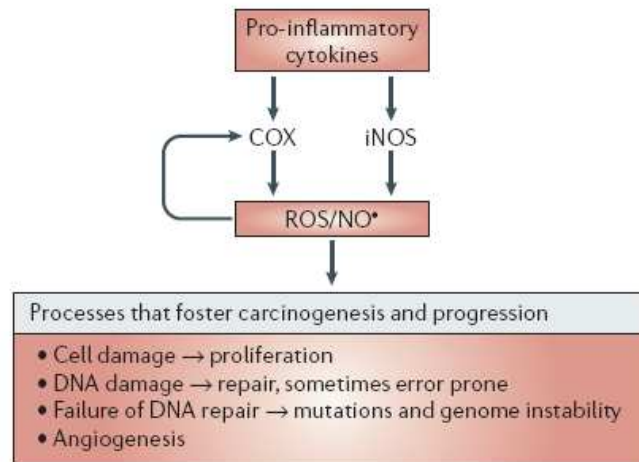 Pro-inflammatory
cytokines
COX iNOS
ROS/NO•
Processes that foster carcinogenesis and progression
• Cell damage → proliferation
• DNA damage → repair, sometimes error prone
• Failure of DNA repair → mutations and genome instability
• Angiogenesis